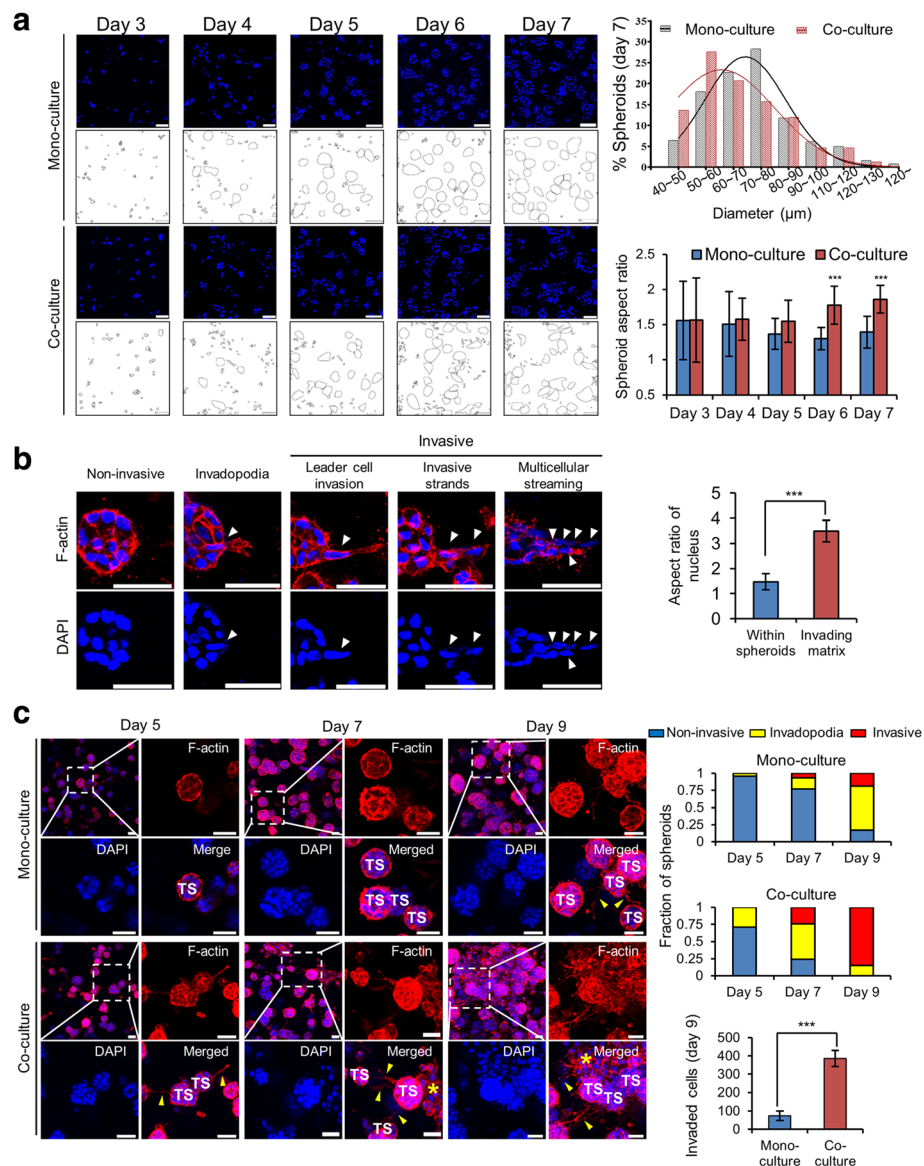 a
Day 3 Day 4 Day 5 Day 6 Day 7
Mono-culture
Co-culture
% Spheroids (day 7)
Mono-culture Co-culture
35
30
25
20
15
10
5
0
40~50 50~60 60~70 70~80 80~90 90~100 110~120 120~130 120~
Diameter (µm)
Spheroid aspect ratio
Mono-culture Co-culture
2.5
2
1.5
1
0.5
*** ***
Day 3 Day 4 Day 5 Day 6 Day 7
b
Invasive
Non-invasive Invadopodia Leader cell invasion Invasive strands Multicellular streaming
F-actin
DAPI
Aspect ratio of nucleus
5
4
3
2
1
0
***
Within spheroids Invading matrix
c
Day 5 Day 7 Day 9
Mono-culture
F-actin F-actin F-actin
DAPI Merge DAPI Merged DAPI Merged
TS TS TS TS TS TS TS
Co-culture
F-actin F-actin F-actin
DAPI Merged DAPI Merged DAPI Merged
TS TS TS TS TS TS TS
* *
Non-invasive Invadopodia Invasive
Fraction of spheroids
Mono-culture
1
0.75
0.5
0.25
0
Day 5 Day 7 Day 9
Co-culture
1
0.75
0.5
0.25
0
Day 5 Day 7 Day 9
Invaded cells (day 9)
500
400
300
200
100
0
***
Mono-culture Co-culture